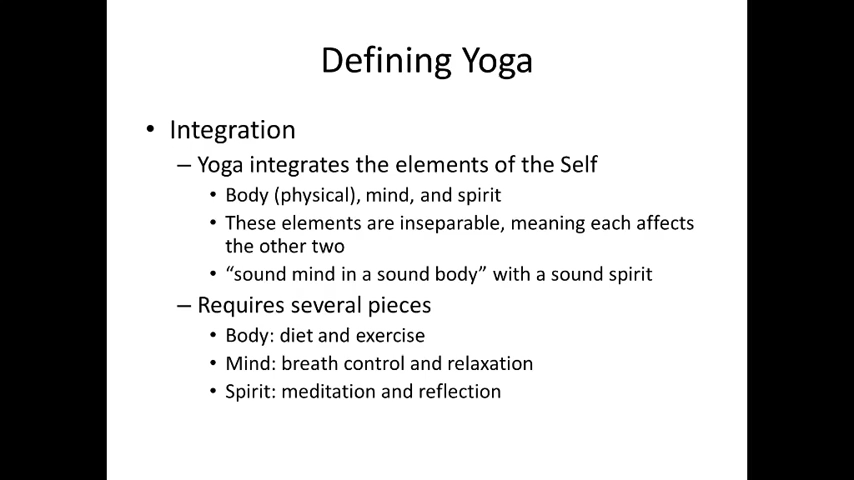 Defining Yoga
• Integration
– Yoga integrates the elements of the Self
• Body (physical), mind, and spirit
• These elements are inseparable, meaning each affects
the other two
• “sound mind in a sound body” with a sound spirit
– Requires several pieces
• Body: diet and exercise
• Mind: breath control and relaxation
• Spirit: meditation and reflection